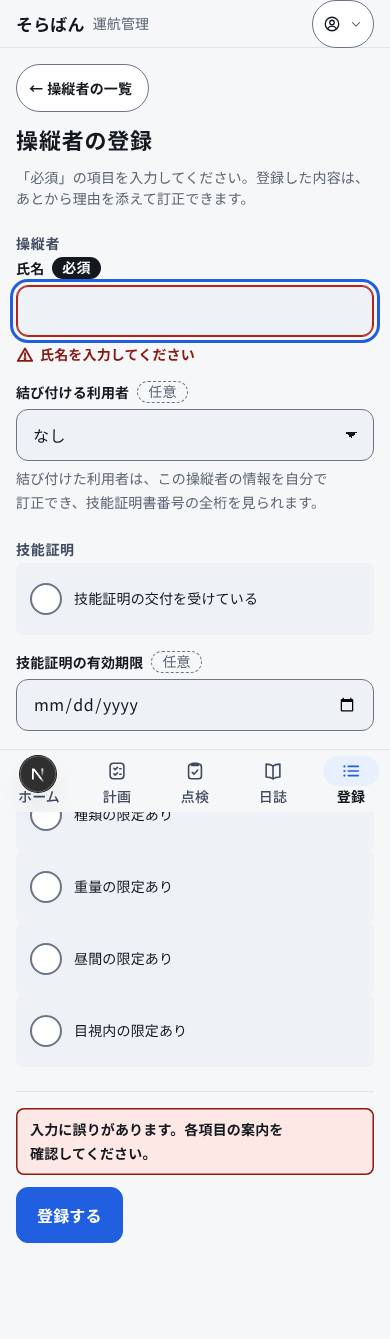 そらばん 運航管理
← 操縦者の一覧
操縦者の登録
「必須」の項目を入力してください。登録した内容は、
あとから理由を添えて訂正できます。
操縦者
氏名 必須
氏名を入力してください
結び付ける利用者 任意
なし
結び付けた利用者は、この操縦者の情報を自分で
訂正でき、技能証明書番号の全桁を見られます。
技能証明
技能証明の交付を受けている
技能証明の有効期限 任意
mm/dd/yyyy
N
ホーム 計画 点検 日誌 登録
種類の限定あり
重量の限定あり
昼間の限定あり
目視内の限定あり
入力に誤りがあります。各項目の案内を
確認してください。
登録する